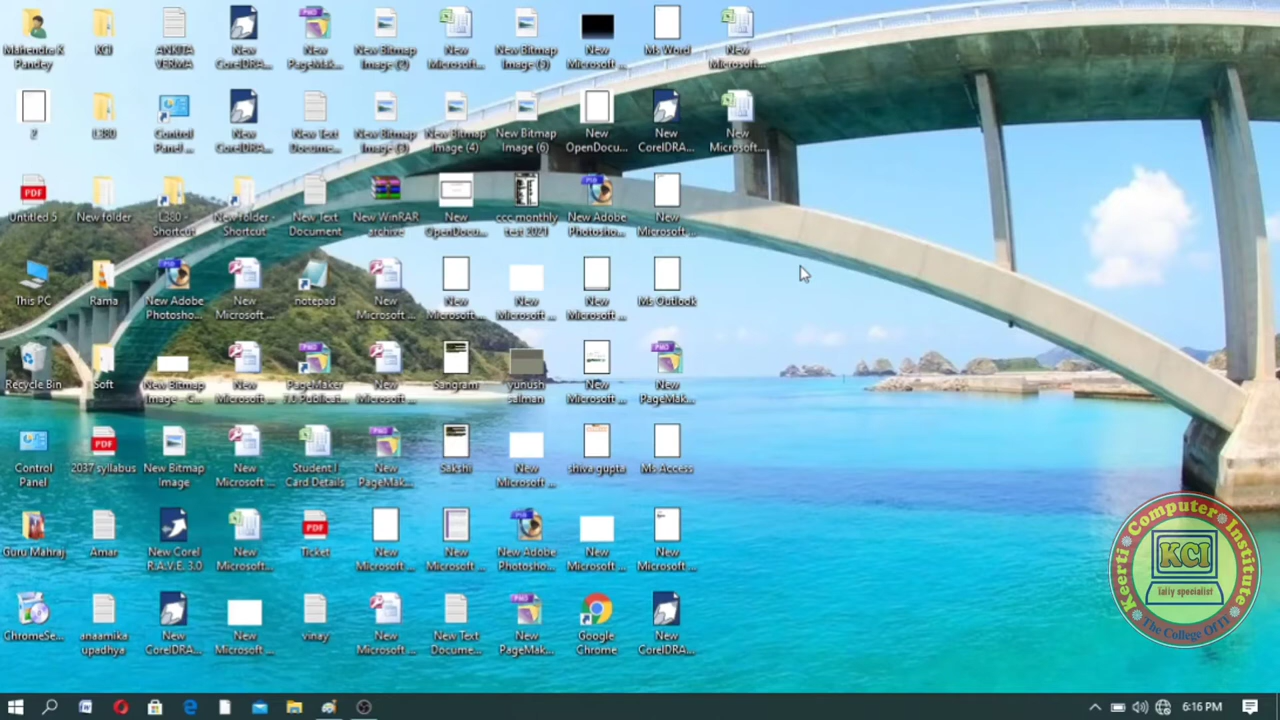 Mahendra K
Pandey
KCI
ANKITA
VERMA
New
CorelDRA...
New
PageMak...
New Bitmap
Image (2)
New
Microsoft...
New Bitmap
Image (5)
New
Microsoft ...
Ms Word
New
Microsoft...
2
L380
Control
Panel ...
New
CorelDRA...
New Text
Docume...
New Bitmap
Image (3)
New Bitmap
Image (4)
New Bitmap
Image (6)
New
OpenDocu...
New
CorelDRA...
New
Microsoft...
PDF
Untitled 5
New folder
L380 -
Shortcut
New folder -
Shortcut
New Text
Document
New WinRAR
archive
New
OpenDocu...
ccc monthly
test 2021
New Adobe
Photosho...
New
Microsoft ...
This PC
Rama
New Adobe
Photosho...
New
Microsoft ...
notepad
New
Microsoft ...
New
Microsoft ...
New
Microsoft ...
New
Microsoft ...
Ms Outlook
Recycle Bin
Soft
New Bitmap
New
Microsoft ...
PageMaker
7.0 Publicat...
New
Microsoft ...
Sangram
yunush
salman
New
Microsoft ...
New
PageMak...
Control
Panel
PDF
2037 syllabus
New Bitmap
Image
New
Microsoft ...
Student I
Card Details
New
PageMak...
Sakshi
New
Microsoft ...
shiva gupta
Ms Access
Guru Mahraj
Amar
New Corel
R.A.V.E. 3.0
New
Microsoft...
PDF
Ticket
New
Microsoft ...
New
Microsoft ...
New Adobe
Photosho...
New
Microsoft ...
New
Microsoft ...
ChromeSe...
anaamika
upadhya
New
CorelDRA...
New
Microsoft ...
vinay
New
Microsoft ...
New Text
Docume...
New
PageMak...
Google
Chrome
New
CorelDRA...
Keerti Computer Institute
KCI
The College Of IT
6:16 PM